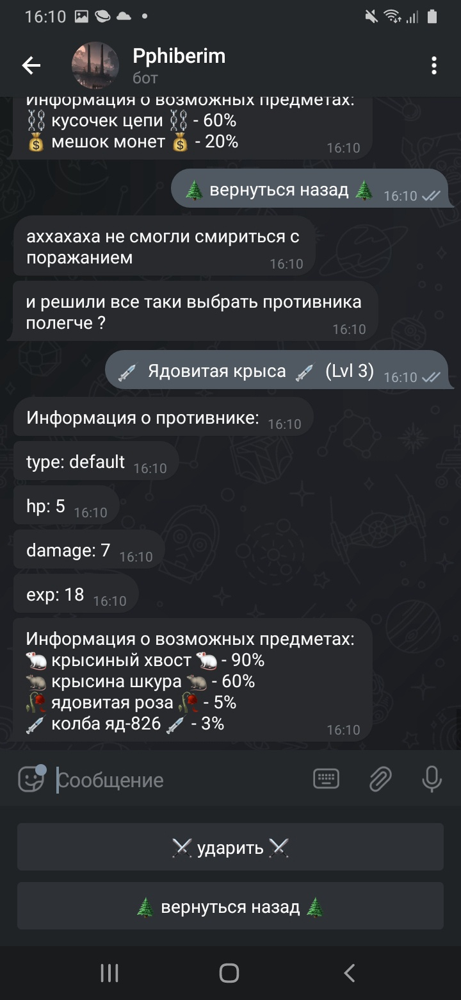 16:10
Pphiberim
бот
Информация о возможных предметах:
⛓ кусочек цепи ⛓ - 60%
💰 мешок монет 💰 - 20%
16:10
🌲 вернуться назад 🌲 16:10
аххахаха не смогли смириться с
поражанием 16:10
и решили все таки выбрать противника
полегче ? 16:10
💉 Ядовитая крыса 💉 (Lvl 3) 16:10
Информация о противнике: 16:10
type: default 16:10
hp: 5 16:10
damage: 7 16:10
exp: 18 16:10
Информация о возможных предметах:
🐁 крысиный хвост 🐁 - 90%
🐀 крысина шкура 🐀 - 60%
🥀 ядовитая роза 🥀 - 5%
💉 колба яд-826 💉 - 3%
16:10
Сообщение
⚔ ударить ⚔
🌲 вернуться назад 🌲